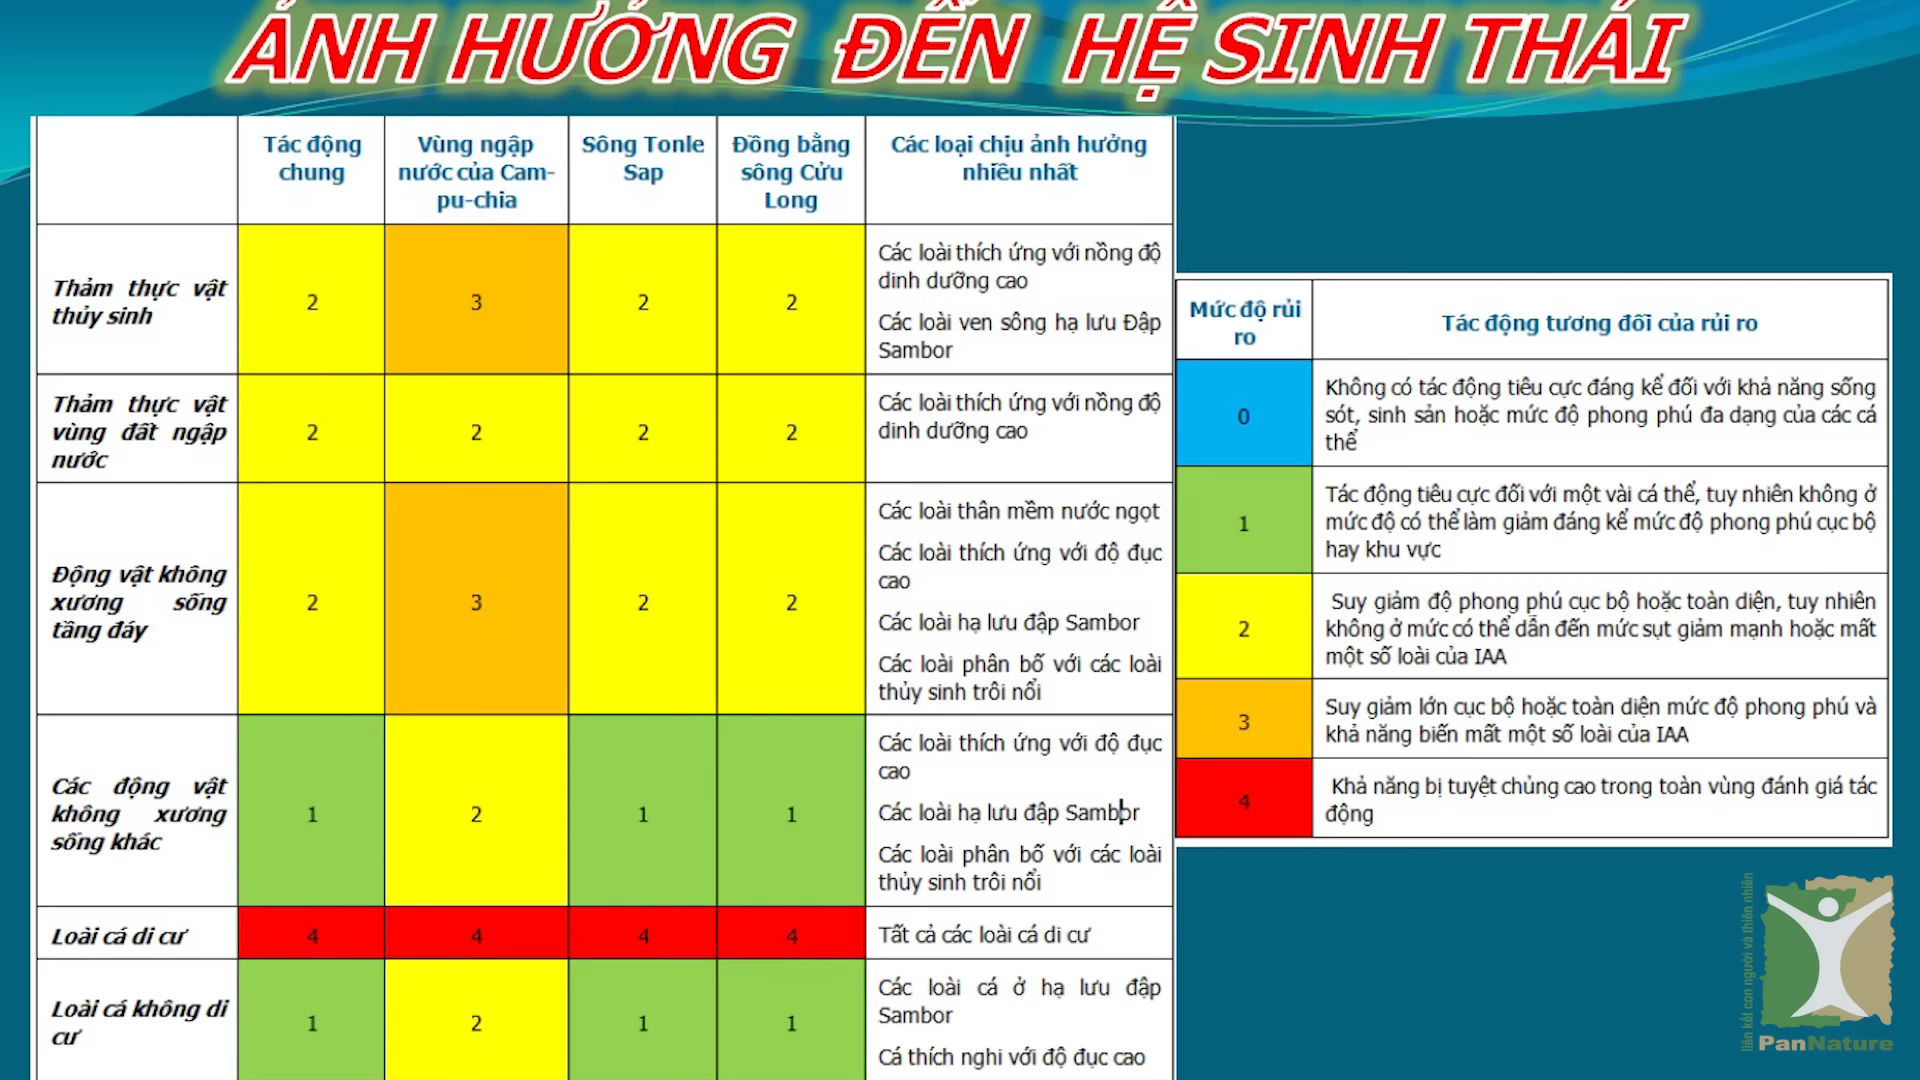 ẢNH HƯỞNG ĐẾN HỆ SINH THÁI
Tác động
chung
Vùng ngập
nước của Cam-
pu-chia
Sông Tonle
Sap
Đồng bằng
sông Cửu
Long
Các loại chịu ảnh hưởng
nhiều nhất
Thảm thực vật
thủy sinh
2
3
2
2
Các loài thích ứng với nồng độ
dinh dưỡng cao
Các loài ven sông hạ lưu Đập
Sambor
Thảm thực vật
vùng đất ngập
nước
2
2
2
2
Các loài thích ứng với nồng độ
dinh dưỡng cao
Động vật không
xương sống
tầng đáy
2
3
2
2
Các loài thân mềm nước ngọt
Các loài thích ứng với độ đục
cao
Các loài hạ lưu đập Sambor
Các loài phân bố với các loài
thủy sinh trôi nổi
Các động vật
không xương
sống khác
1
2
1
1
Các loài thích ứng với độ đục
cao
Các loài hạ lưu đập Sambor
Các loài phân bố với các loài
thủy sinh trôi nổi
Loài cá di cư
4
4
4
4
Tất cả các loài cá di cư
Loài cá không di
cư
1
2
1
1
Các loài cá ở hạ lưu đập
Sambor
Cá thích nghi với độ đục cao
Mức độ rủi
ro
Tác động tương đối của rủi ro
0
Không có tác động tiêu cực đáng kể đối với khả năng sống
sót, sinh sản hoặc mức độ phong phú đa dạng của các cá
thể
1
Tác động tiêu cực đối với một vài cá thể, tuy nhiên không ở
mức độ có thể làm giảm đáng kể mức độ phong phú cục bộ
hay khu vực
2
Suy giảm độ phong phú cục bộ hoặc toàn diện, tuy nhiên
không ở mức có thể dẫn đến mức sụt giảm mạnh hoặc mất
một số loài của IAA
3
Suy giảm lớn cục bộ hoặc toàn diện mức độ phong phú và
khả năng biến mất một số loài của IAA
4
Khả năng bị tuyệt chủng cao trong toàn vùng đánh giá tác
động
liên kết con người và thiên nhiên
PanNature